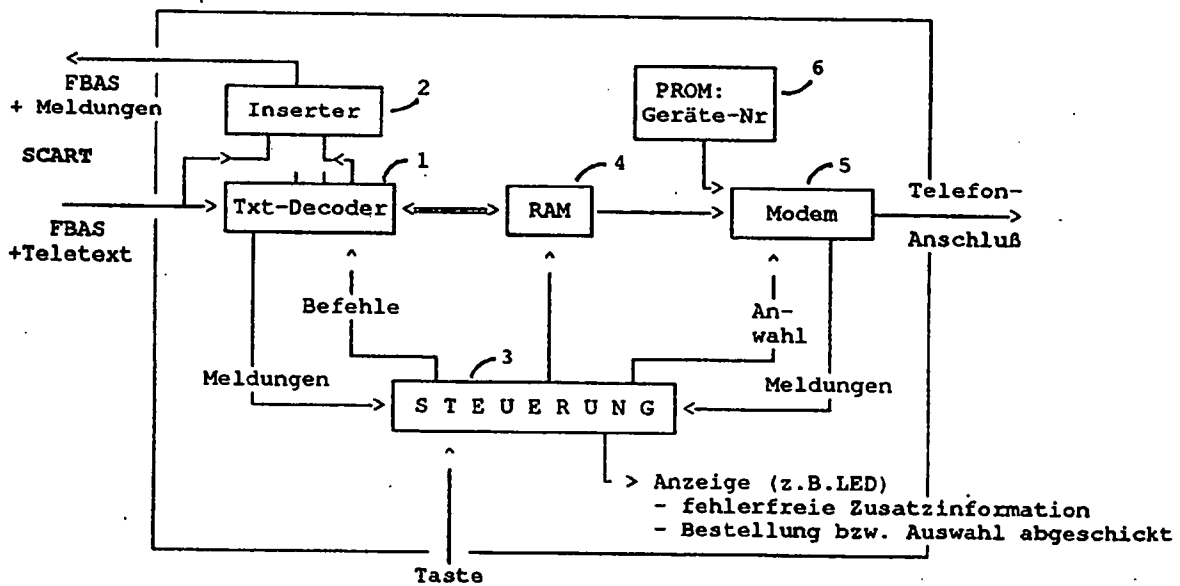 FBAS
+ Meldungen
SCART
FBAS
+Teletext
Inserter
2
Txt-Decoder
1
RAM
4
PROM:
Geräte-Nr
6
Modem
5
Telefon-
Anschluß
Befehle
An-
wahl
Meldungen
Meldungen
3
STEUERUNG
Anzeige (z.B.LED)
- fehlerfreie Zusatzinformation
- Bestellung bzw. Auswahl abgeschickt
Taste